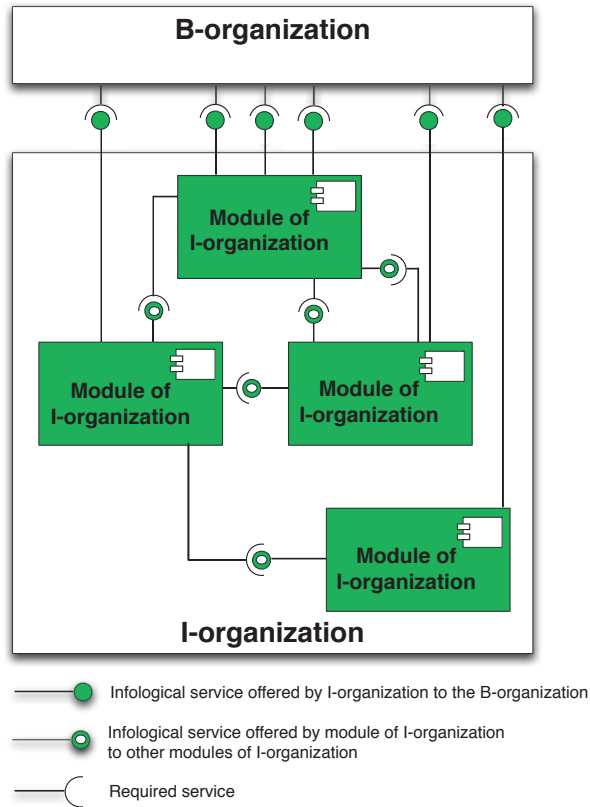 B-organization
Module of
I-organization
Module of
I-organization
Module of
I-organization
Module of
I-organization
I-organization
Infological service offered by I-organization to the B-organization
Infological service offered by module of I-organization
to other modules of I-organization
Required service